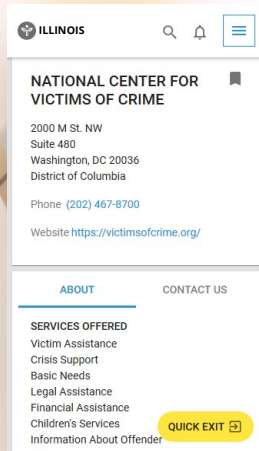 ILLINOIS
NATIONAL CENTER FOR
VICTIMS OF CRIME
2000 M St. NW
Suite 480
Washington, DC 20036
District of Columbia
Phone (202) 467-8700
Website https://victimsofcrime.org/
ABOUT CONTACT US
SERVICES OFFERED
Victim Assistance
Crisis Support
Basic Needs
Legal Assistance
Financial Assistance
Children's Services
Information About Offender
QUICK EXIT